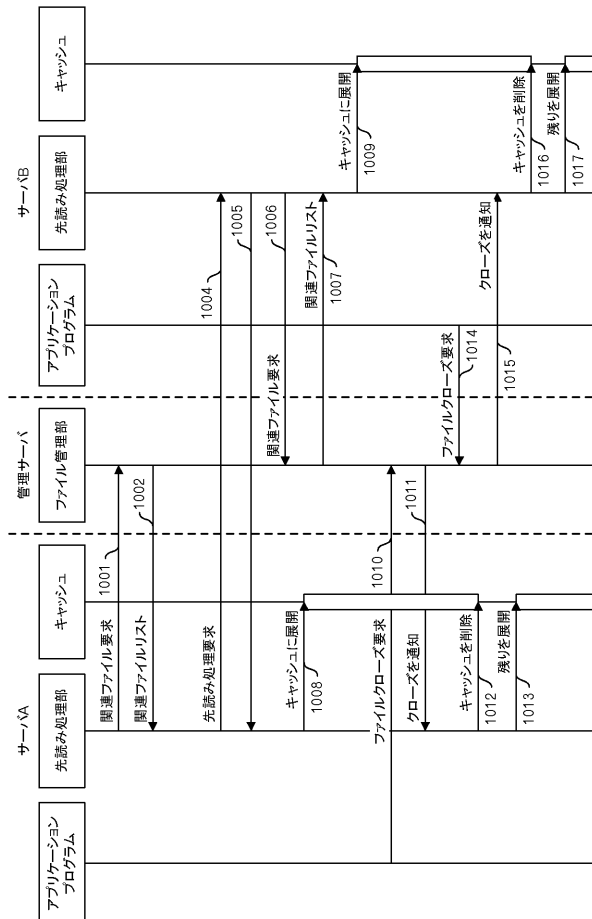 サーバA
管理サーバ
サーバB
アプリケーション
プログラム
先読み処理部
キャッシュ
ファイル管理部
アプリケーション
プログラム
先読み処理部
キャッシュ
関連ファイル要求
1001
関連ファイルリスト
1002
先読み処理要求
1004
1005
関連ファイル要求
1006
関連ファイルリスト
1007
キャッシュに展開
1008
キャッシュに展開
1009
ファイルクローズ要求
1010
クローズを通知
1011
キャッシュを削除
1012
残りを展開
1013
ファイルクローズ要求
1014
クローズを通知
1015
キャッシュを削除
1016
残りを展開
1017